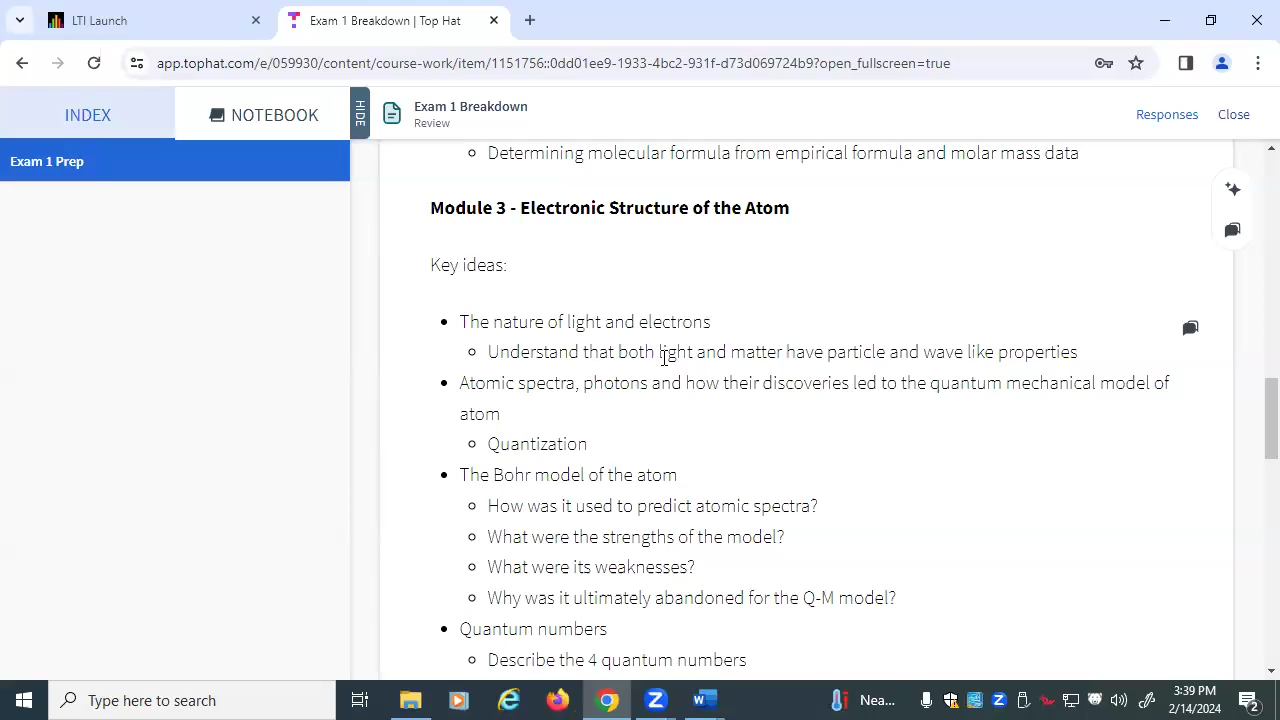 LTI Launch
Exam 1 Breakdown | Top Hat
app.tophat.com/e/059930/content/course-work/item/1151756::0dd01ee9-1933-4bc2-931f-d73d069724b9?open_fullscreen=true
INDEX
NOTEBOOK
HIDE
Exam 1 Breakdown
Review
Responses
Close
Exam 1 Prep
Determining molecular formula from empirical formula and molar mass data
Module 3 - Electronic Structure of the Atom
Key ideas:
The nature of light and electrons
Understand that both light and matter have particle and wave like properties
Atomic spectra, photons and how their discoveries led to the quantum mechanical model of
atom
Quantization
The Bohr model of the atom
How was it used to predict atomic spectra?
What were the strengths of the model?
What were its weaknesses?
Why was it ultimately abandoned for the Q-M model?
Quantum numbers
Describe the 4 quantum numbers
Type here to search
Nea...
3:39 PM
2/14/2024
2